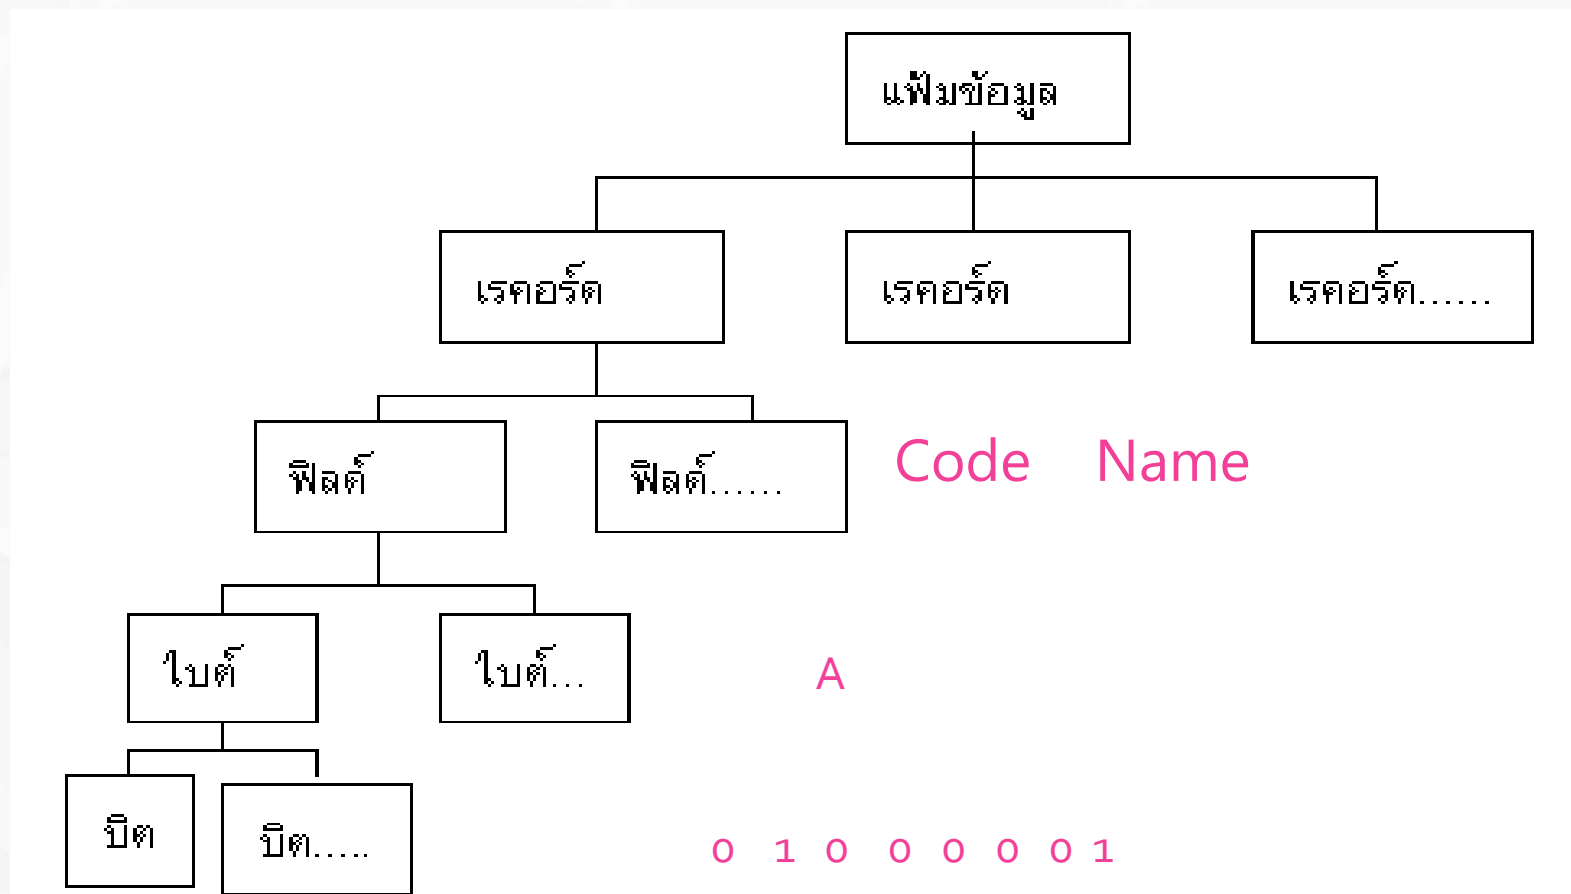 แฟ้มข้อมูล
เรคอร์ด เรคอร์ด เรคอร์ด......
ฟิลด์ ฟิลด์...... Code Name
ไบต์ ไบต์... A
บิต บิต.....
0 1 0 0 0 0 0 1